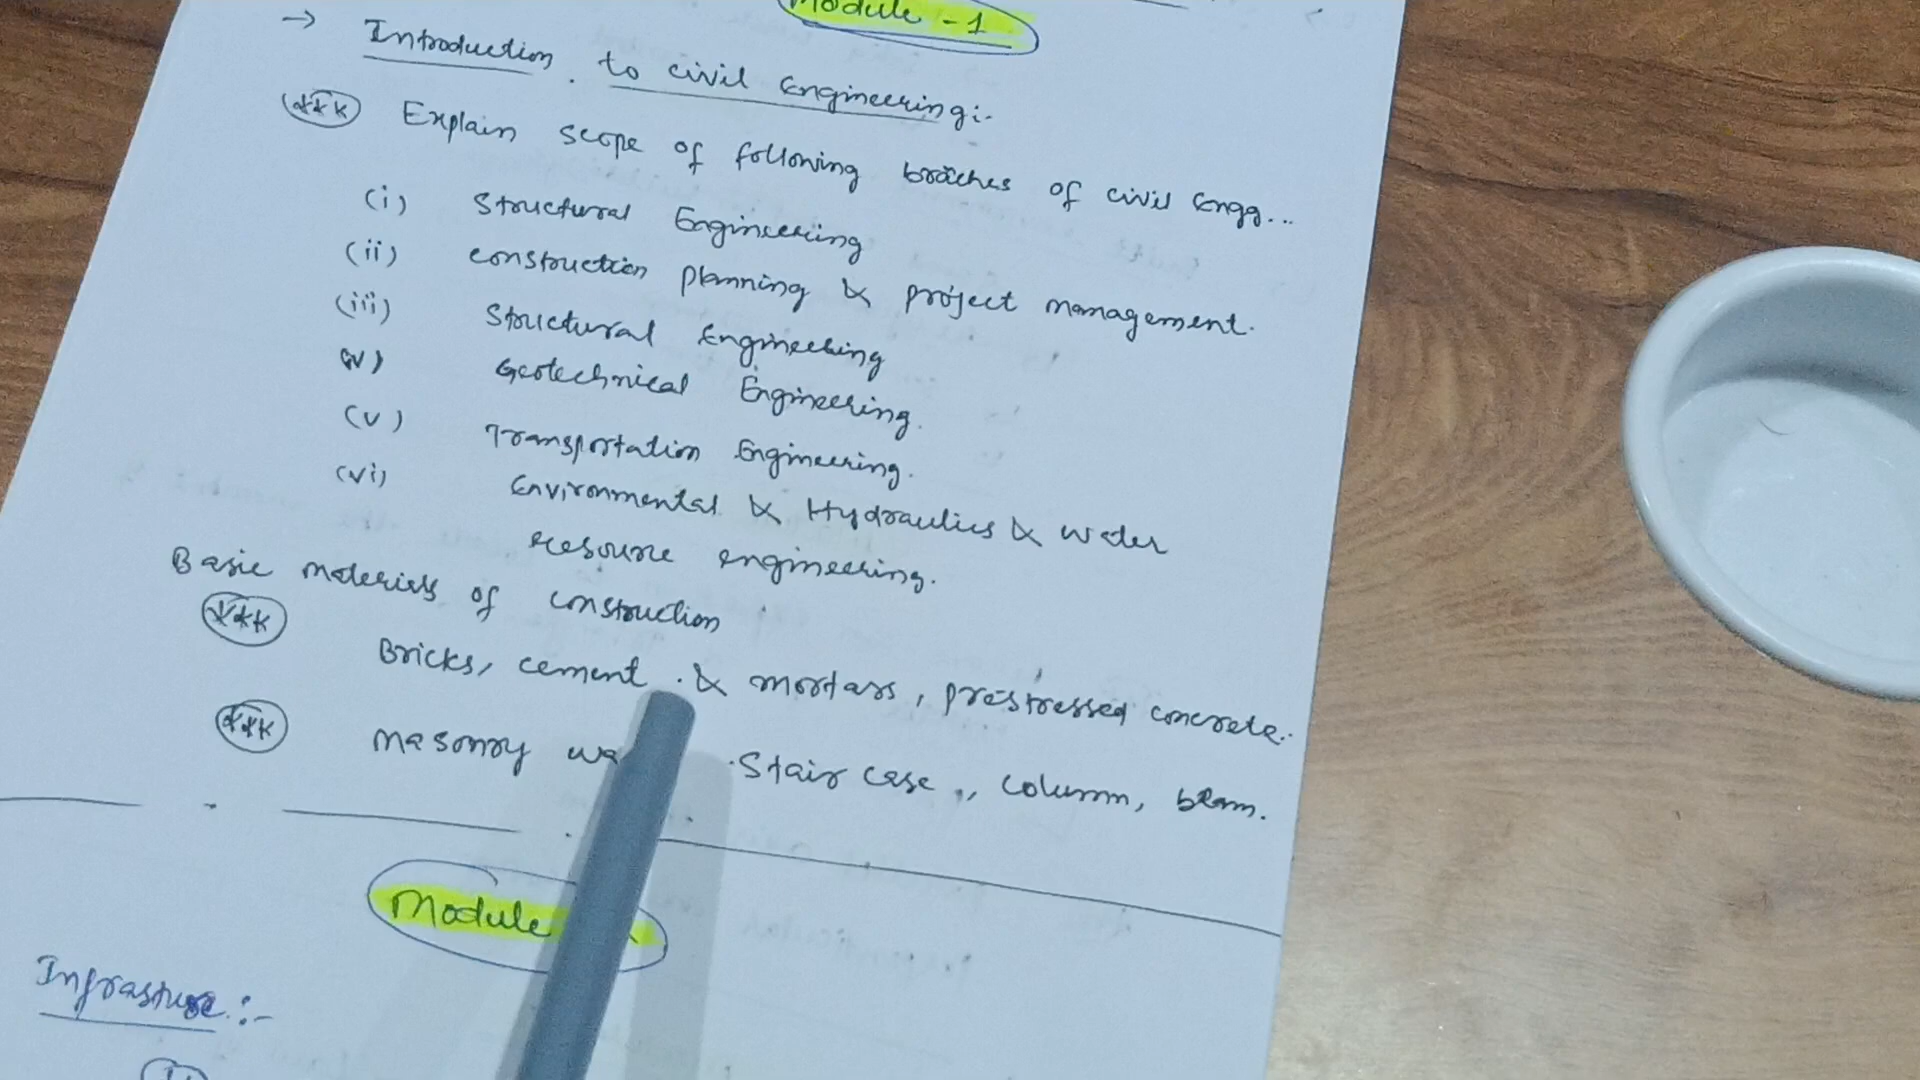 Module - 1
→ Introduction to civil Engineering:-
*** Explain scope of following braches of civil Engg...
(i) Structural Engineering
(ii) construction planning & project management.
(iii) Structural Engineering
iv) Geotechnical Engineering.
(v) Transportation Engineering.
(vi) Environmental & Hydraulics & water
resource engineering.
Basic materials of construction
*** Bricks, cement & mortars, prestressed concrete.
*** Masonry Stair case, column, beam.
Module
Infrasture:-